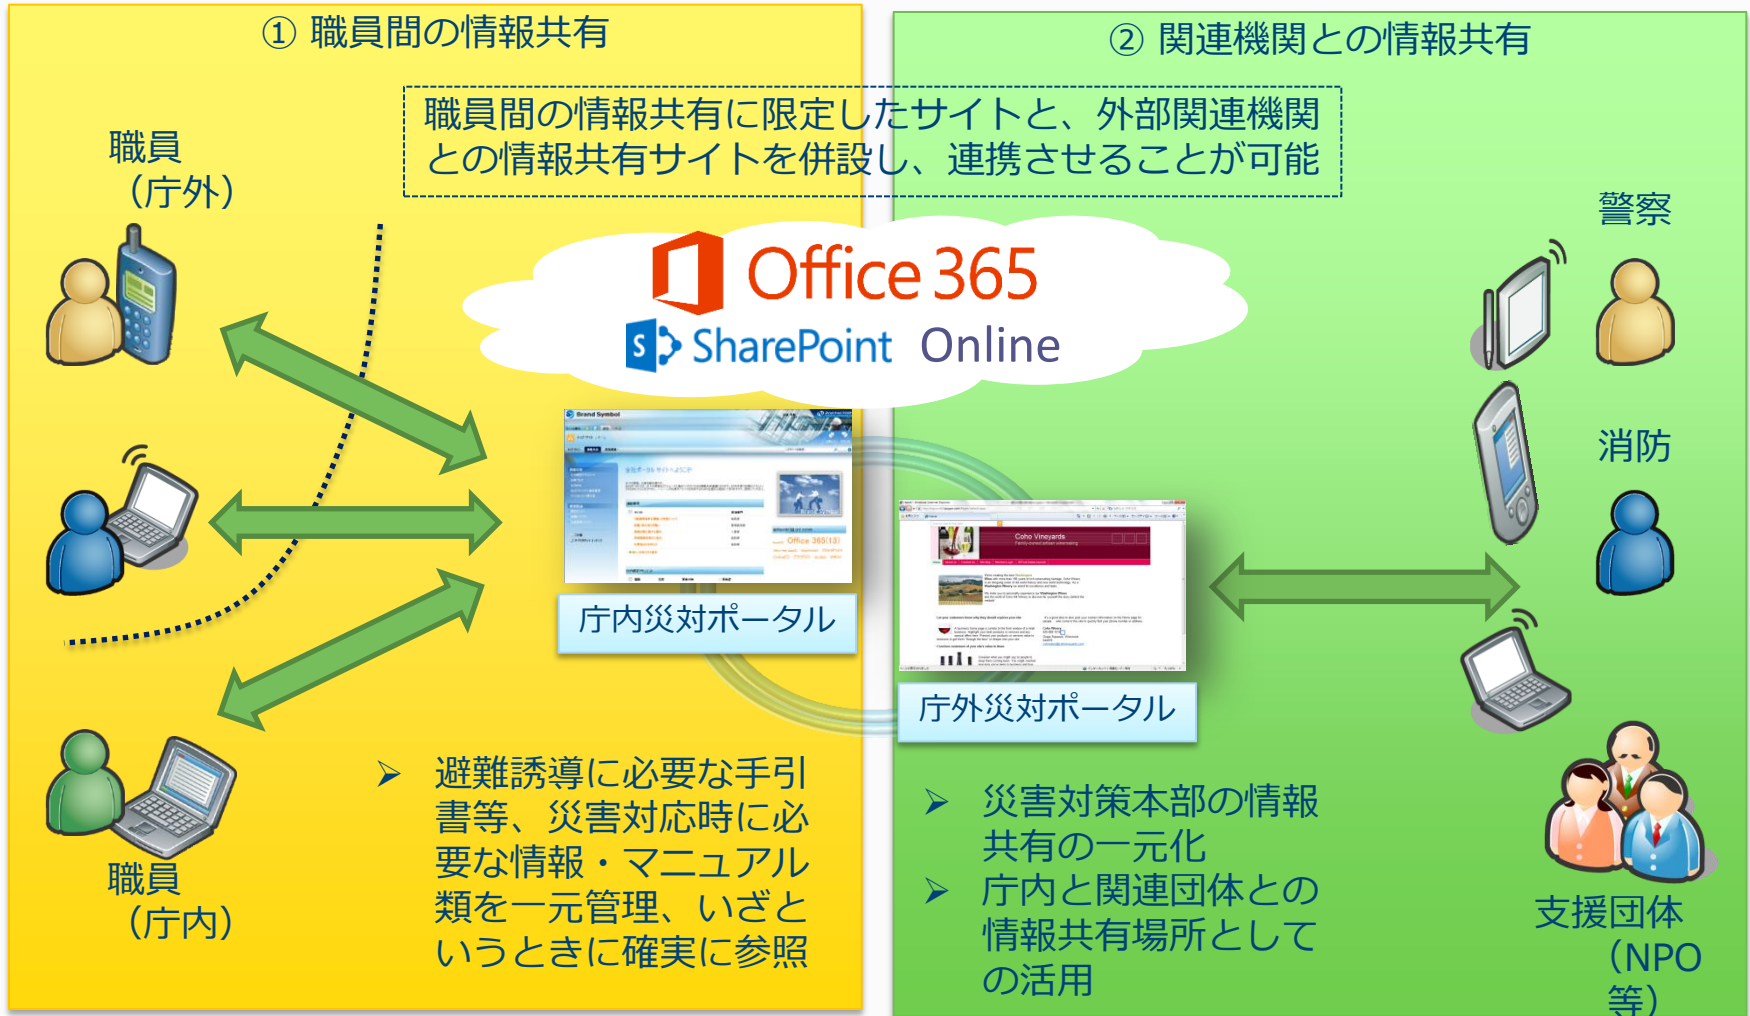 ① 職員間の情報共有
② 関連機関との情報共有
職員間の情報共有に限定したサイトと、外部関連機関
との情報共有サイトを併設し、連携させることが可能
職員
（庁外）
警察
Office 365
SharePoint Online
消防
Brand Symbol
Office 365(13)
Coho Vineyards
Family-owned artisan winemaking
庁内災対ポータル
庁外災対ポータル
➢ 避難誘導に必要な手引
書等、災害対応時に必
要な情報・マニュアル
類を一元管理、いざと
いうときに確実に参照
➢ 災害対策本部の情報
共有の一元化
➢ 庁内と関連団体との
情報共有場所として
の活用
職員
（庁内）
支援団体
（NPO
等）